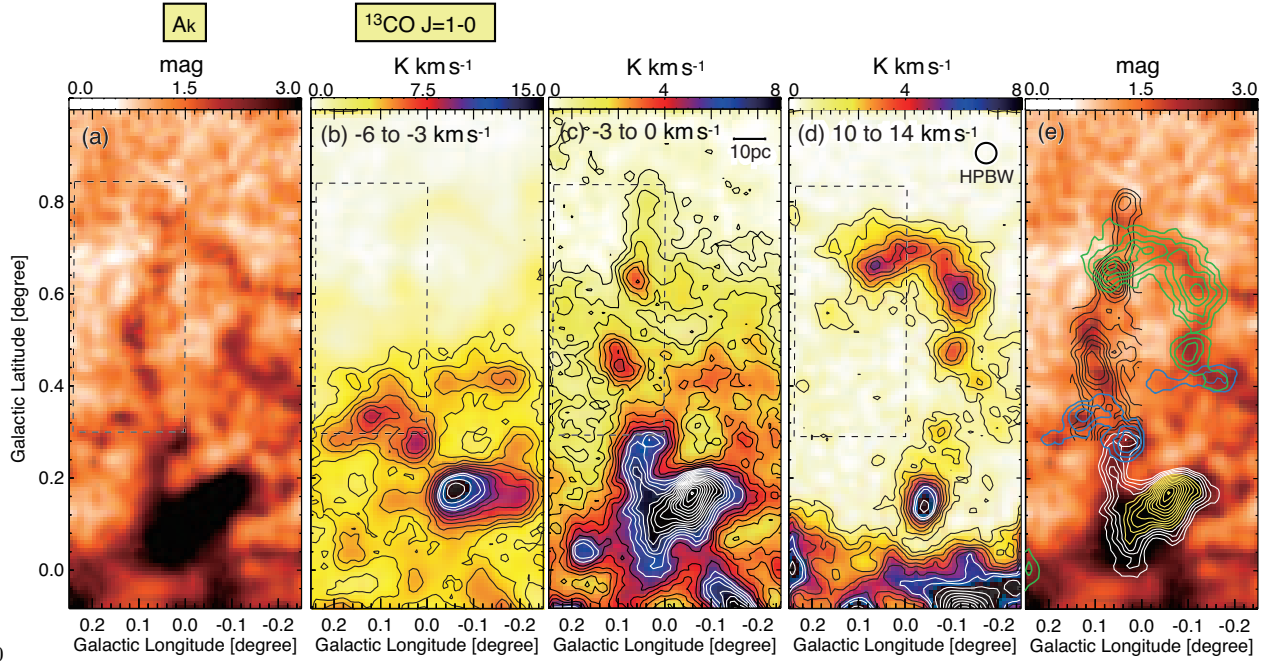 Ak
¹³CO J=1-0
mag
K km s⁻¹
K km s⁻¹
K km s⁻¹
mag
0.0 1.5 3.0
0.0 7.5 15.0
0 4 8
0 4 8
0.0 1.5 3.0
(a)
(b) -6 to -3 km s⁻¹
(c) -3 to 0 km s⁻¹
10pc
(d) 10 to 14 km s⁻¹
HPBW
(e)
Galactic Latitude [degree]
0.8
0.6
0.4
0.2
0.0
0.2 0.1 0.0 -0.1 -0.2
0.2 0.1 0.0 -0.1 -0.2
0.2 0.1 0.0 -0.1 -0.2
0.2 0.1 0.0 -0.1 -0.2
0.2 0.1 0.0 -0.1 -0.2
Galactic Longitude [degree]
Galactic Longitude [degree]
Galactic Longitude [degree]
Galactic Longitude [degree]
Galactic Longitude [degree]